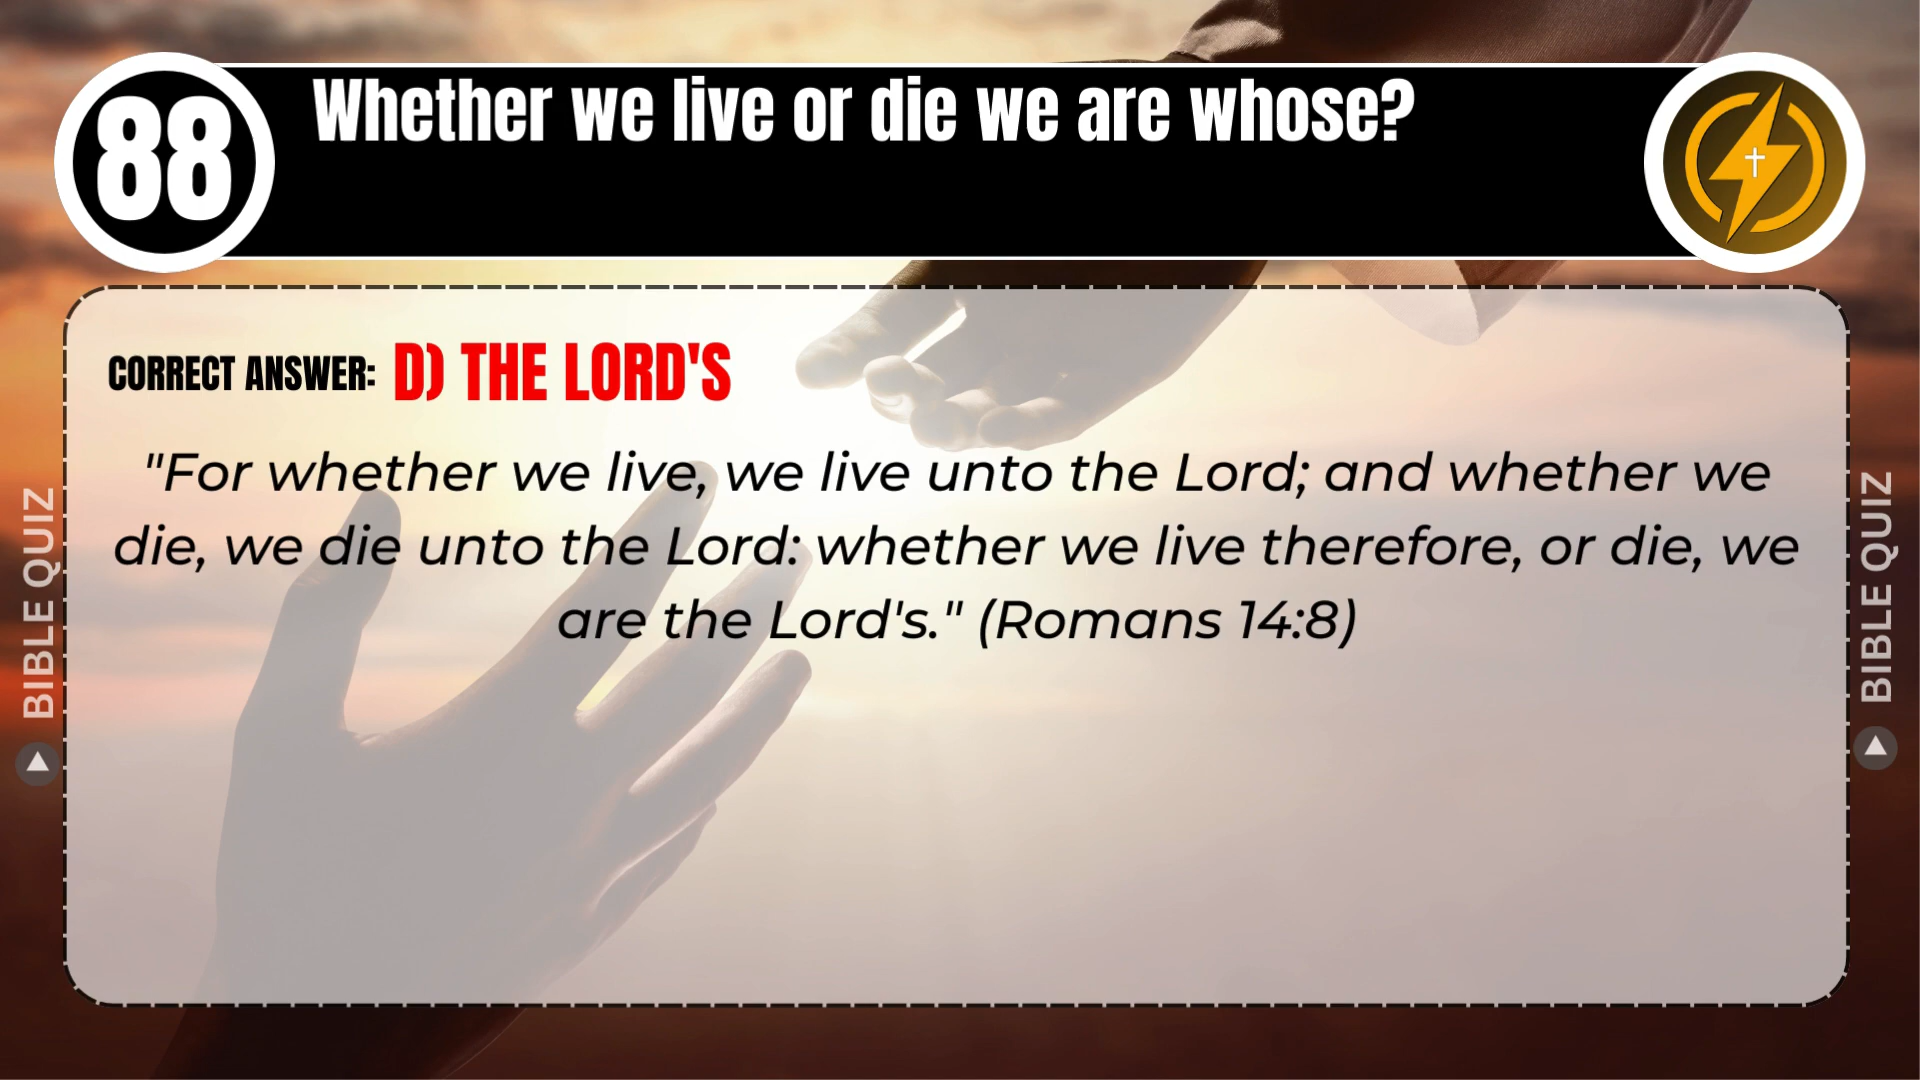 88
Whether we live or die we are whose?
CORRECT ANSWER: D) THE LORD'S
"For whether we live, we live unto the Lord; and whether we
die, we die unto the Lord: whether we live therefore, or die, we
are the Lord's." (Romans 14:8)
BIBLE QUIZ
BIBLE QUIZ